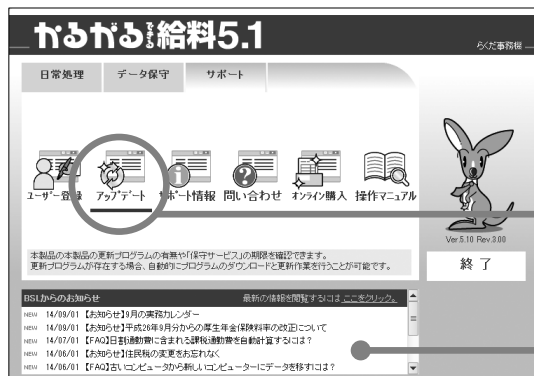 かるがるできる給料5.1
らくだ事務機
日常処理 データ保守 サポート
ユーザー登録 アップデート サポート情報 問い合わせ オンライン購入 操作マニュアル
Ver.5.10 Rev.3.00
本製品の本製品の更新プログラムの有無や「保守サービス」の期限を確認できます。
更新プログラムが存在する場合、自動的にプログラムのダウンロードと更新作業を行うことが可能です。
終了
BSLからのお知らせ 最新の情報を閲覧するには ここをクリック。
NEW 14/09/01 【お知らせ】9月の実務カレンダー
NEW 14/09/01 【お知らせ】平成26年9月分からの厚生年金保険料率の改正について
NEW 14/07/01 【FAQ】日割通勤費に含まれる課税通勤費を自動計算するには？
NEW 14/06/01 【お知らせ】住民税の変更をお忘れなく
NEW 14/06/01 【FAQ】古いコンピュータから新しいコンピューターにデータを移すには？